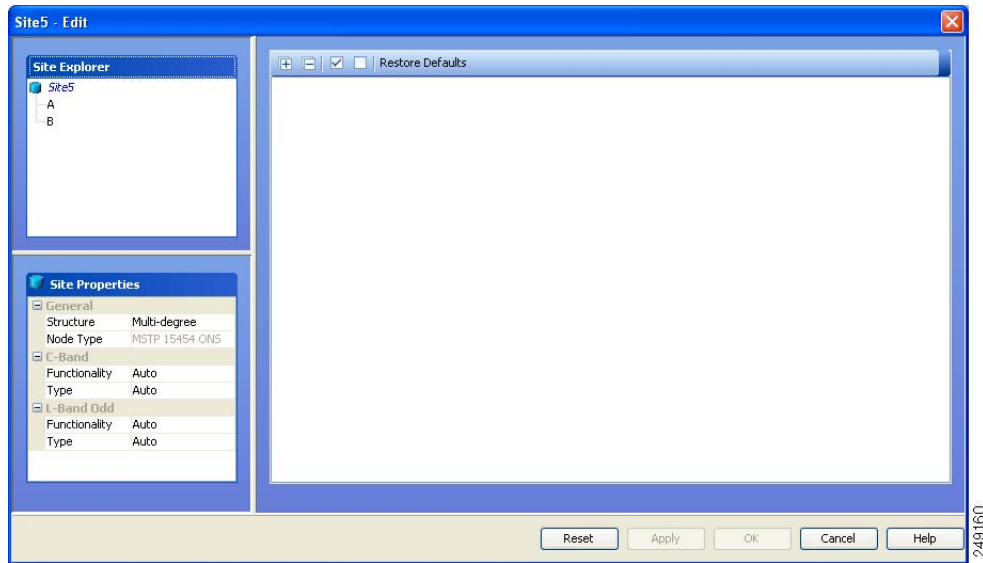 Site5 - Edit
Site Explorer
Site5
A
B
Restore Defaults
Site Properties
General
Structure Multi-degree
Node Type MSTP 15454 ONS
C-Band
Functionality Auto
Type Auto
L-Band Odd
Functionality Auto
Type Auto
Reset Apply OK Cancel Help
249160